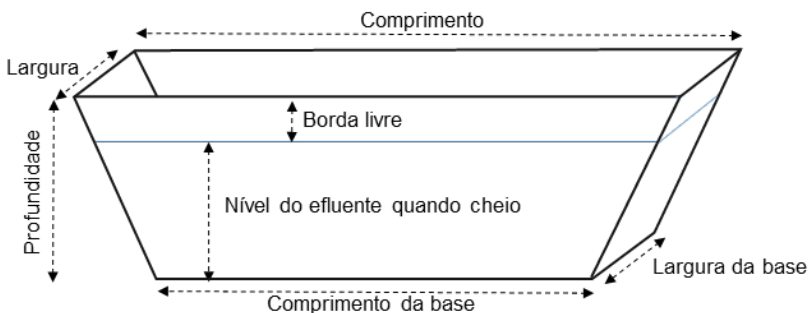 Comprimento
Largura
Borda livre
Profundidade
Nível do efluente quando cheio
Largura da base
Comprimento da base